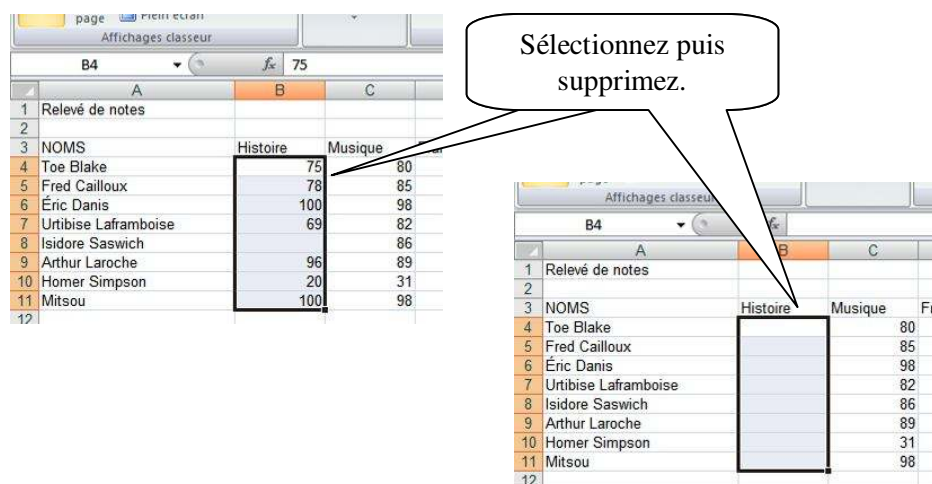 page Plein écran
Affichages classeur
B4 fx 75
A B C
1 Relevé de notes
2
3 NOMS Histoire Musique
4 Toe Blake 75 80
5 Fred Cailloux 78 85
6 Éric Danis 100 98
7 Urtibise Laframboise 69 82
8 Isidore Saswich 86
9 Arthur Laroche 96 89
10 Homer Simpson 20 31
11 Mitsou 100 98
12
Sélectionnez puis
supprimez.
Affichages classeur
B4 fx
A B C
1 Relevé de notes
2
3 NOMS Histoire Musique
4 Toe Blake 80
5 Fred Cailloux 85
6 Éric Danis 98
7 Urtibise Laframboise 82
8 Isidore Saswich 86
9 Arthur Laroche 89
10 Homer Simpson 31
11 Mitsou 98
12